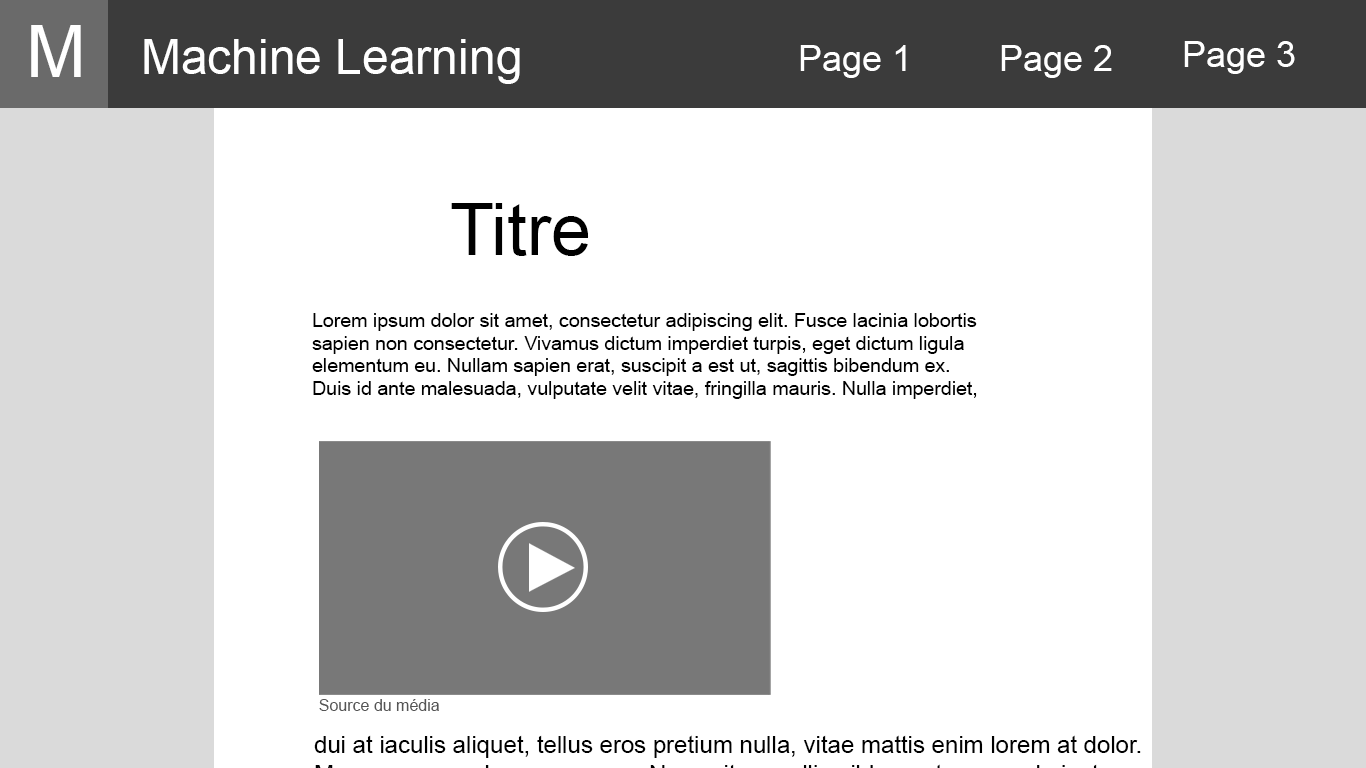 M
Machine Learning
Page 1
Page 2
Page 3
Titre
Lorem ipsum dolor sit amet, consectetur adipiscing elit. Fusce lacinia lobortis
sapien non consectetur. Vivamus dictum imperdiet turpis, eget dictum ligula
elementum eu. Nullam sapien erat, suscipit a est ut, sagittis bibendum ex.
Duis id ante malesuada, vulputate velit vitae, fringilla mauris. Nulla imperdiet,
Source du média
dui at iaculis aliquet, tellus eros pretium nulla, vitae mattis enim lorem at dolor.